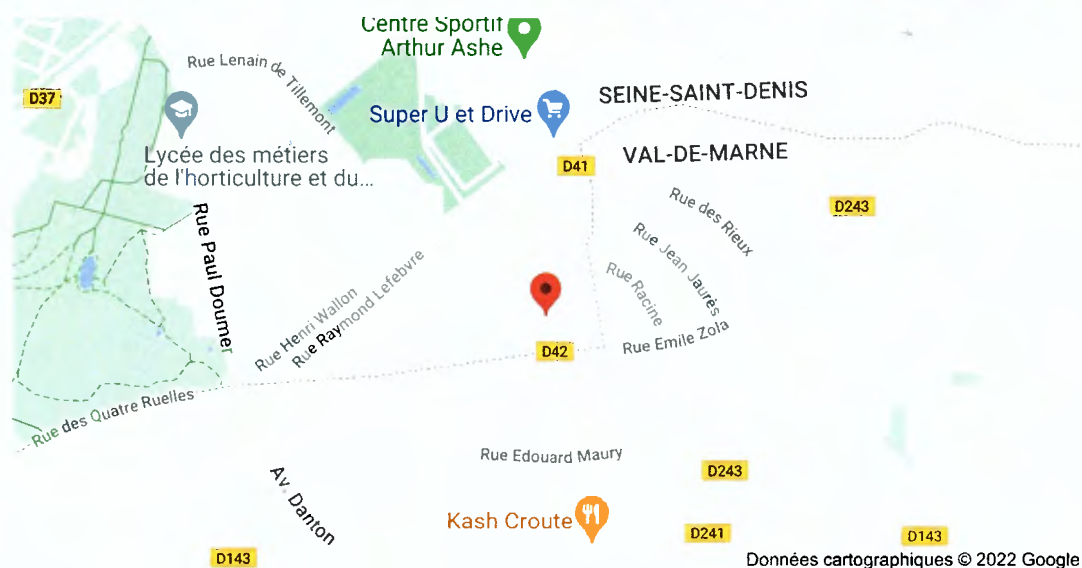 Centre Sportif
Arthur Ashe
Rue Lenain de Tillemont
D37
Super U et Drive
SEINE-SAINT-DENIS
Lycée des métiers
de l'horticulture et du...
VAL-DE-MARNE
D41
D243
Rue des Rieux
Rue Paul Doumer
Rue Jean Jaurès
Rue Racine
Rue Henri Wallon
Rue Raymond Lefebvre
Rue Emile Zola
D42
Rue des Quatre Ruelles
Rue Edouard Maury
D243
Av. Danton
Kash Croute
D241
D143
D143
Données cartographiques © 2022 Google